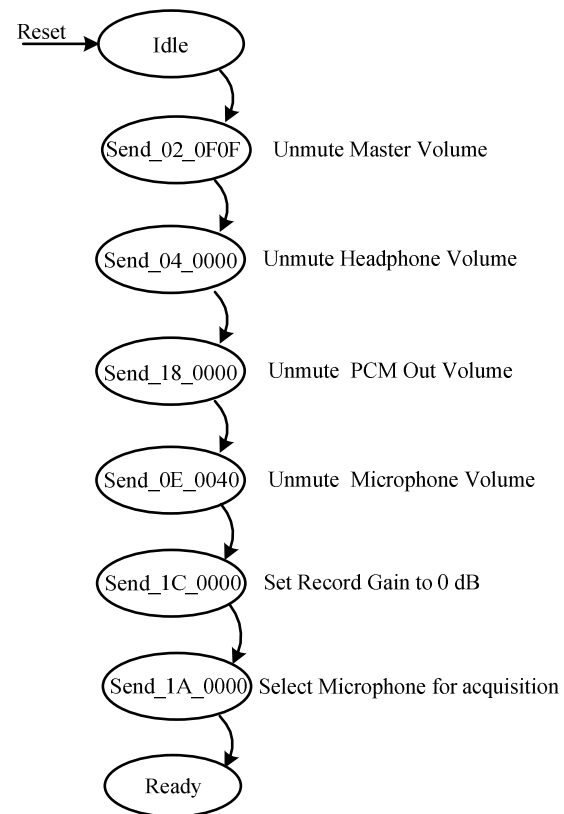 Reset
Idle
Send_02_0F0F Unmute Master Volume
Send_04_0000 Unmute Headphone Volume
Send_18_0000 Unmute PCM Out Volume
Send_0E_0040 Unmute Microphone Volume
Send_1C_0000 Set Record Gain to 0 dB
Send_1A_0000 Select Microphone for acquisition
Ready